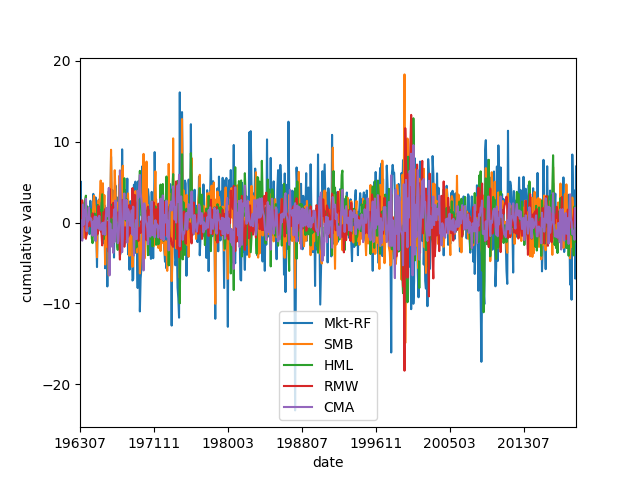 20
10
0
−10
−20
cumulative value
Mkt-RF
SMB
HML
RMW
CMA
196307 197111 198003 198807 199611 200503 201307
date